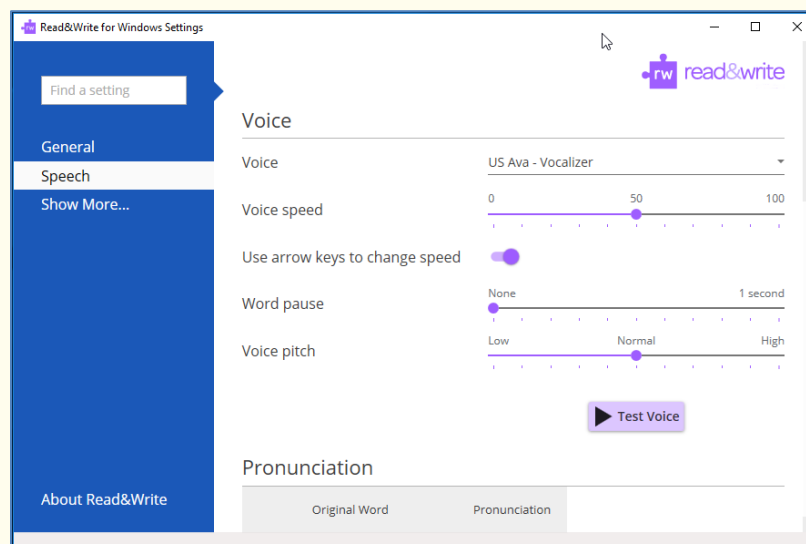 Read&Write for Windows Settings
rw read&write
Find a setting
General
Speech
Show More...
About Read&Write
Voice
Voice US Ava - Vocalizer
0 50 100
Voice speed
Use arrow keys to change speed
None 1 second
Word pause
Low Normal High
Voice pitch
Test Voice
Pronunciation
Original Word Pronunciation